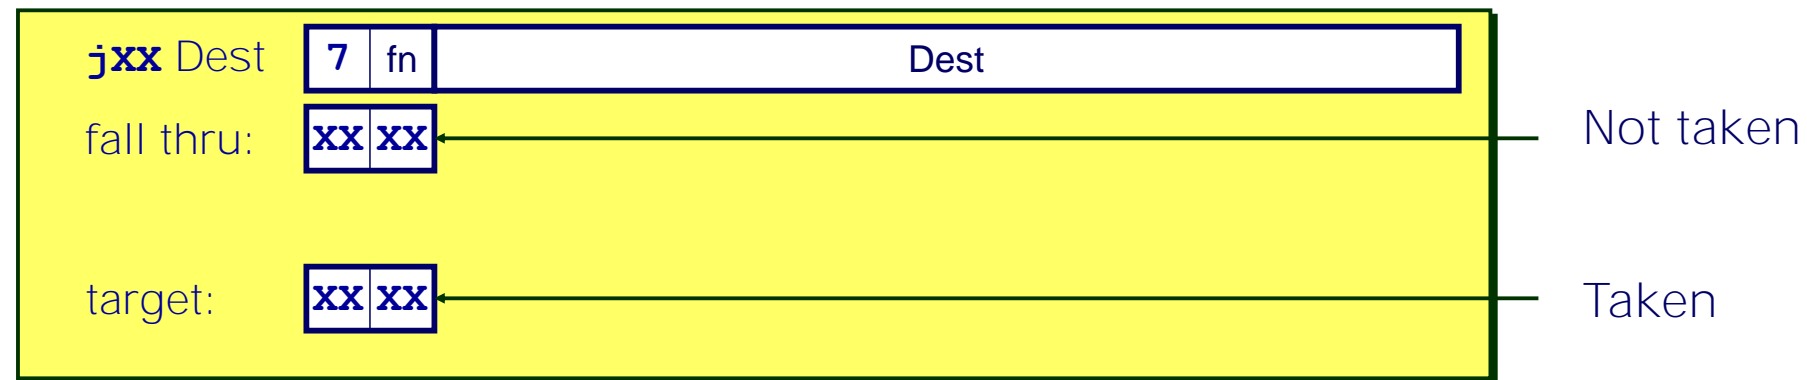 jXX Dest 7 fn Dest
fall thru: XX XX Not taken
target: XX XX Taken